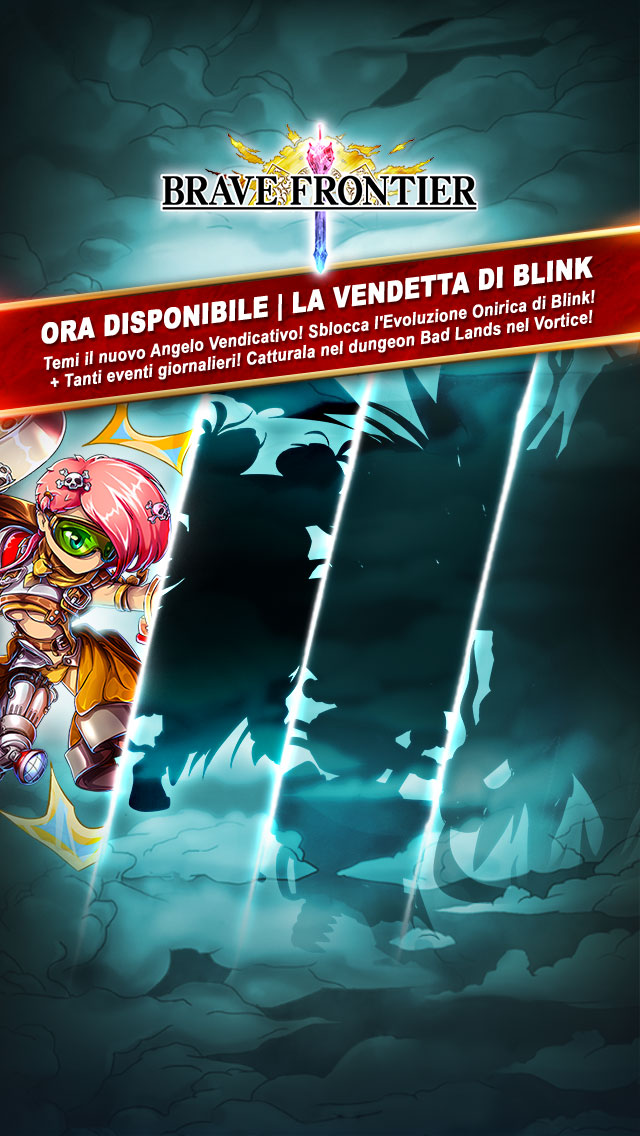 BRAVE FRONTIER
ORA DISPONIBILE | LA VENDETTA DI BLINK
Temi il nuovo Angelo Vendicativo! Sblocca l'Evoluzione Onirica di Blink!
+ Tanti eventi giornalieri! Catturala nel dungeon Bad Lands nel Vortice!